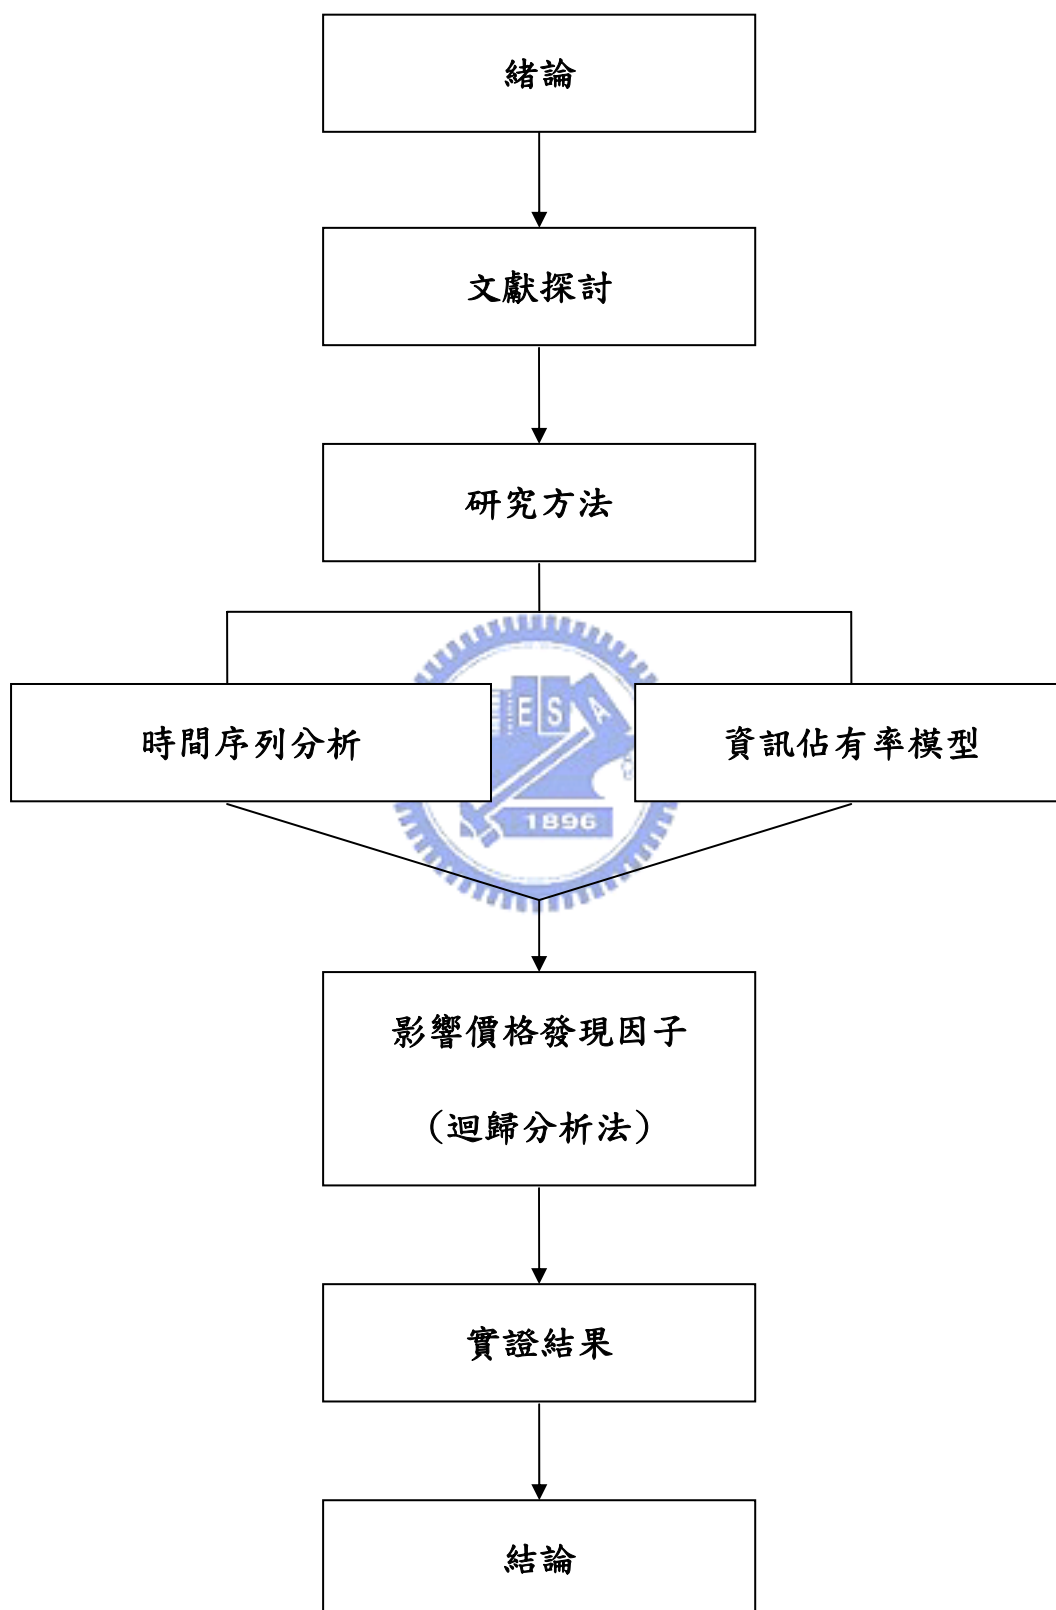 緒論
文獻探討
研究方法
時間序列分析
資訊佔有率模型
ESA
1896
影響價格發現因子
(迴歸分析法)
實證結果
結論